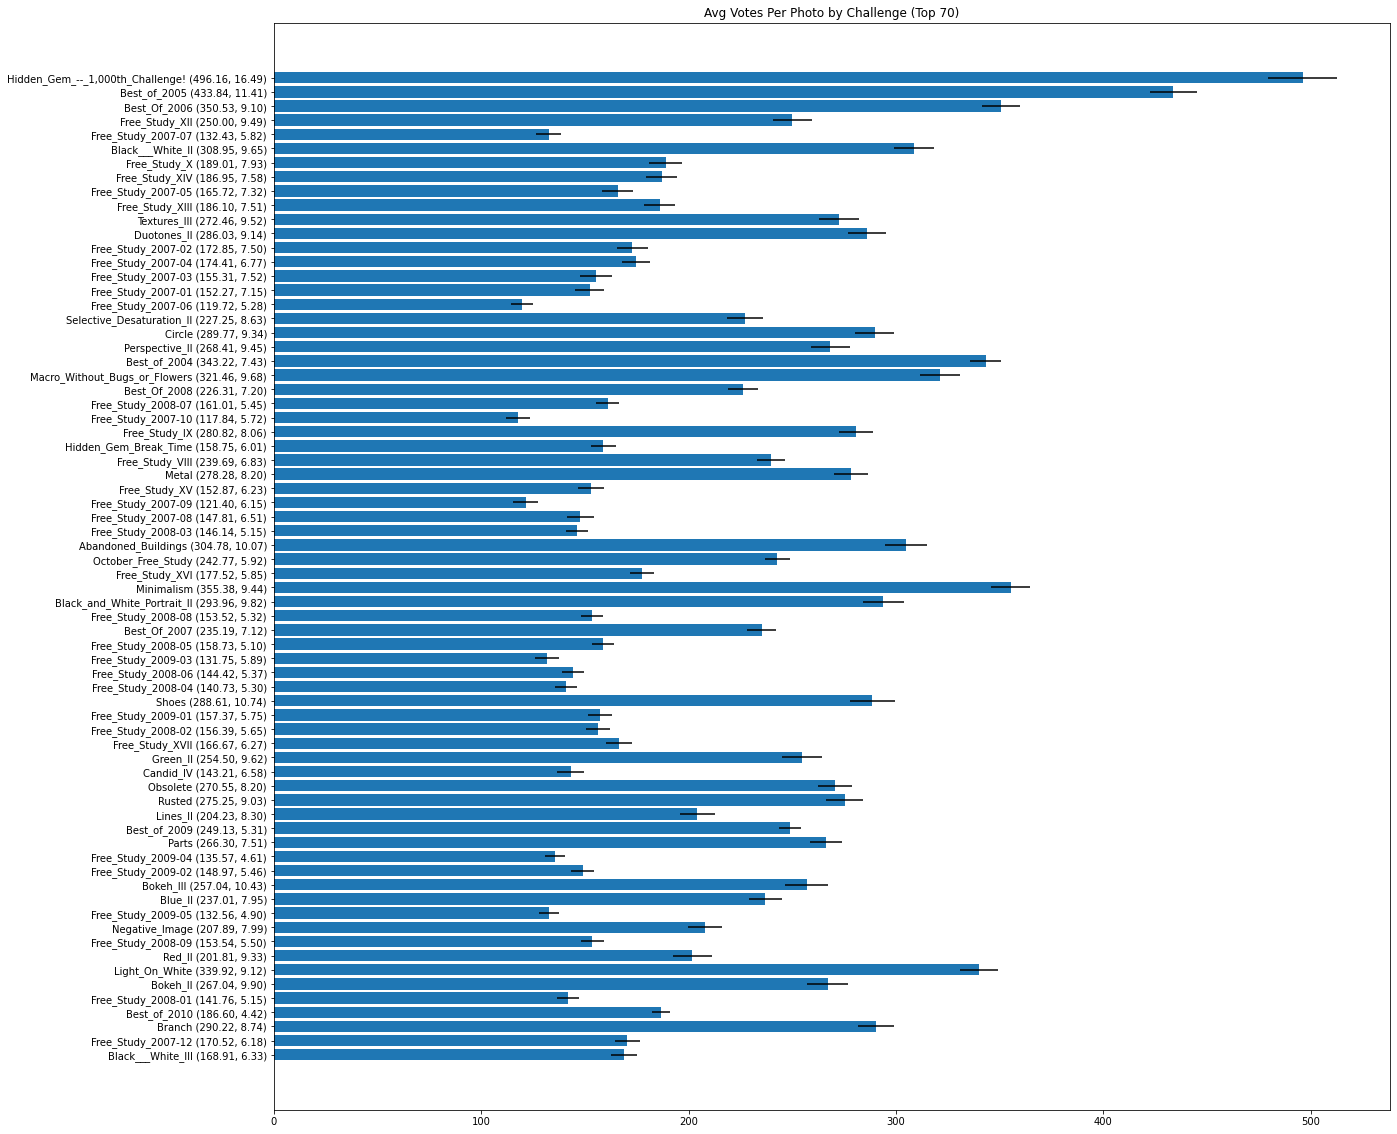 Avg Votes Per Photo by Challenge (Top 70)
Hidden_Gem_--_1,000th_Challenge! (496.16, 16.49)
Best_of_2005 (433.84, 11.41)
Best_Of_2006 (350.53, 9.10)
Free_Study_XII (250.00, 9.49)
Free_Study_2007-07 (132.43, 5.82)
Black___White_II (308.95, 9.65)
Free_Study_X (189.01, 7.93)
Free_Study_XIV (186.95, 7.58)
Free_Study_2007-05 (165.72, 7.32)
Free_Study_XIII (186.10, 7.51)
Textures_III (272.46, 9.52)
Duotones_II (286.03, 9.14)
Free_Study_2007-02 (172.85, 7.50)
Free_Study_2007-04 (174.41, 6.77)
Free_Study_2007-03 (155.31, 7.52)
Free_Study_2007-01 (152.27, 7.15)
Free_Study_2007-06 (119.72, 5.28)
Selective_Desaturation_II (227.25, 8.63)
Circle (289.77, 9.34)
Perspective_II (268.41, 9.45)
Best_of_2004 (343.22, 7.43)
Macro_Without_Bugs_or_Flowers (321.46, 9.68)
Best_Of_2008 (226.31, 7.20)
Free_Study_2008-07 (161.01, 5.45)
Free_Study_2007-10 (117.84, 5.72)
Free_Study_IX (280.82, 8.06)
Hidden_Gem_Break_Time (158.75, 6.01)
Free_Study_VIII (239.69, 6.83)
Metal (278.28, 8.20)
Free_Study_XV (152.87, 6.23)
Free_Study_2007-09 (121.40, 6.15)
Free_Study_2007-08 (147.81, 6.51)
Free_Study_2008-03 (146.14, 5.15)
Abandoned_Buildings (304.78, 10.07)
October_Free_Study (242.77, 5.92)
Free_Study_XVI (177.52, 5.85)
Minimalism (355.38, 9.44)
Black_and_White_Portrait_II (293.96, 9.82)
Free_Study_2008-08 (153.52, 5.32)
Best_Of_2007 (235.19, 7.12)
Free_Study_2008-05 (158.73, 5.10)
Free_Study_2009-03 (131.75, 5.89)
Free_Study_2008-06 (144.42, 5.37)
Free_Study_2008-04 (140.73, 5.30)
Shoes (288.61, 10.74)
Free_Study_2009-01 (157.37, 5.75)
Free_Study_2008-02 (156.39, 5.65)
Free_Study_XVII (166.67, 6.27)
Green_II (254.50, 9.62)
Candid_IV (143.21, 6.58)
Obsolete (270.55, 8.20)
Rusted (275.25, 9.03)
Lines_II (204.23, 8.30)
Best_of_2009 (249.13, 5.31)
Parts (266.30, 7.51)
Free_Study_2009-04 (135.57, 4.61)
Free_Study_2009-02 (148.97, 5.46)
Bokeh_III (257.04, 10.43)
Blue_II (237.01, 7.95)
Free_Study_2009-05 (132.56, 4.90)
Negative_Image (207.89, 7.99)
Free_Study_2008-09 (153.54, 5.50)
Red_II (201.81, 9.33)
Light_On_White (339.92, 9.12)
Bokeh_II (267.04, 9.90)
Free_Study_2008-01 (141.76, 5.15)
Best_of_2010 (186.60, 4.42)
Branch (290.22, 8.74)
Free_Study_2007-12 (170.52, 6.18)
Black___White_III (168.91, 6.33)
0 100 200 300 400 500